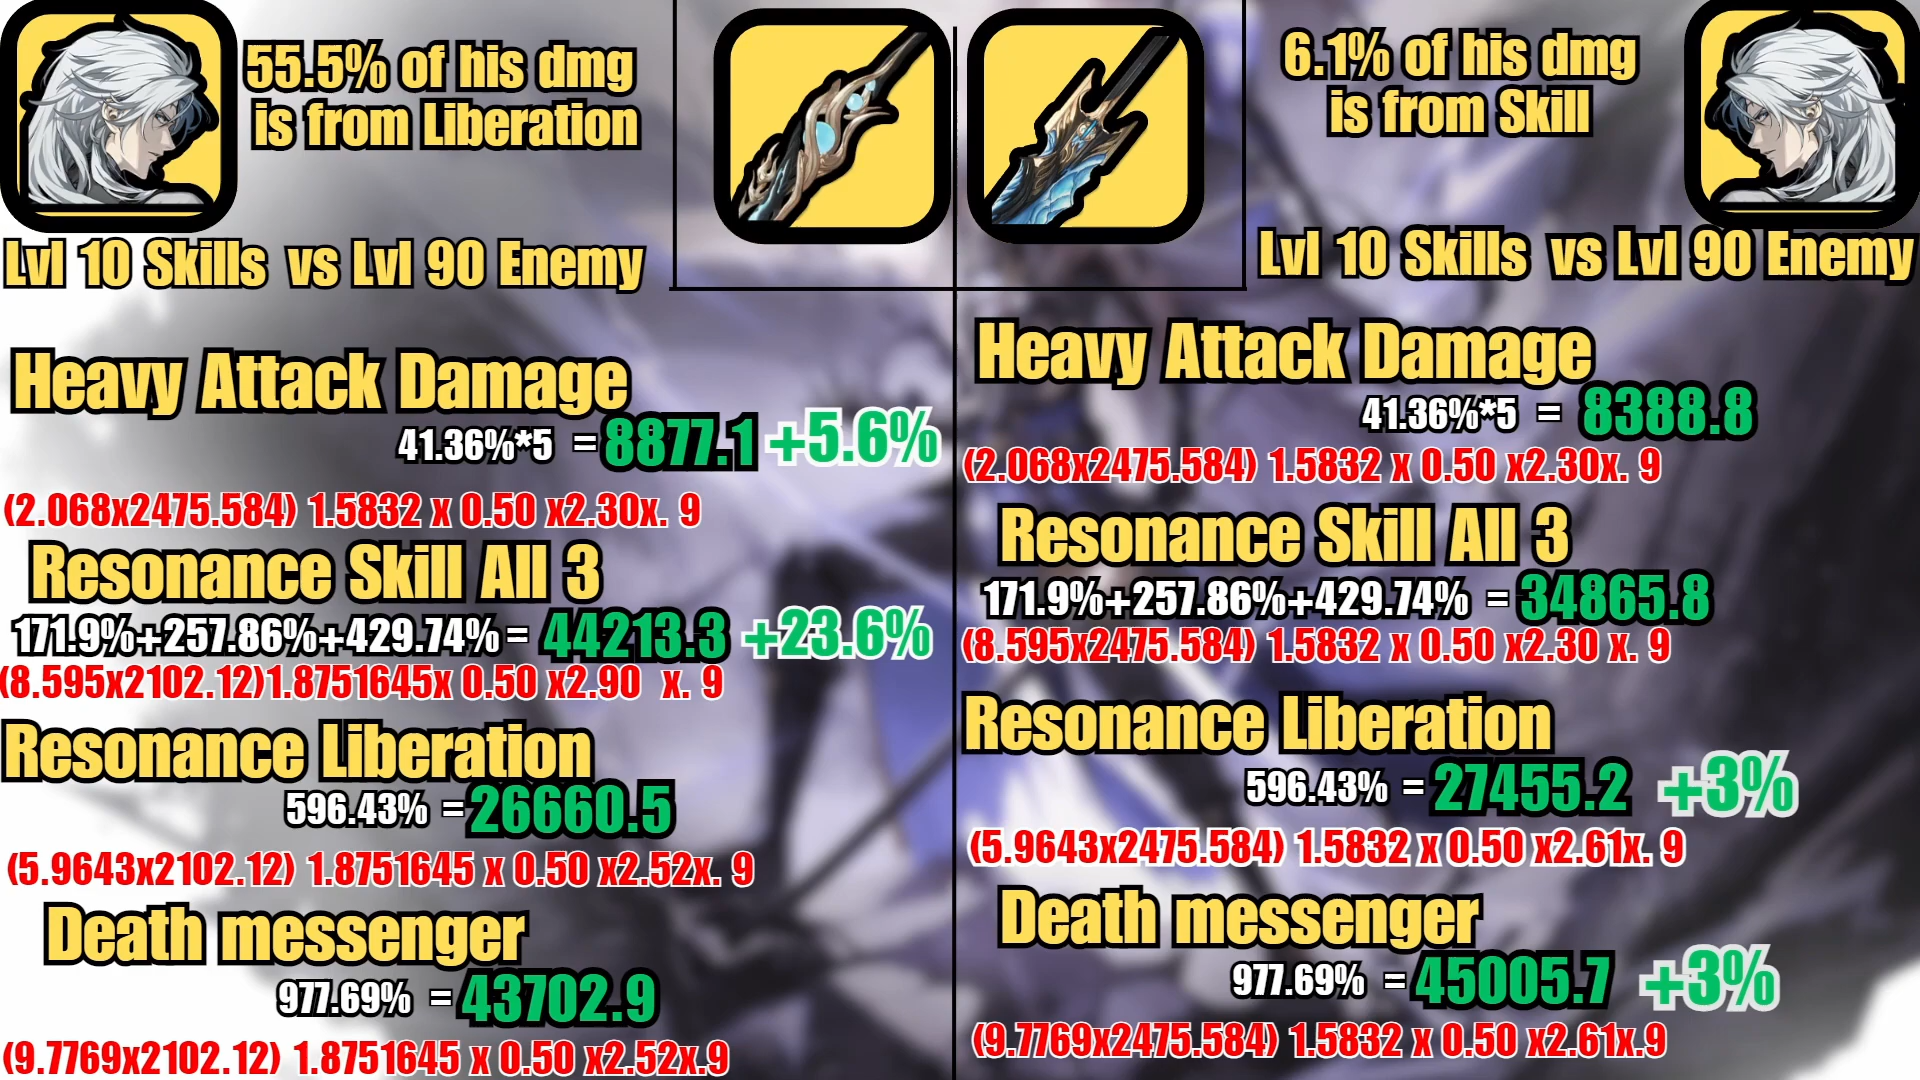 55.5% of his dmg
is from Liberation
Lvl 10 Skills vs Lvl 90 Enemy
Heavy Attack Damage
41.36%*5 = 8877.1 +5.6%
(2.068x2475.584) 1.5832 x 0.50 x2.30x. 9
Resonance Skill All 3
171.9%+257.86%+429.74% = 44213.3 +23.6%
(8.595x2102.12)1.8751645x 0.50 x2.90 x. 9
Resonance Liberation
596.43% = 26660.5
(5.9643x2102.12) 1.8751645 x 0.50 x2.52x. 9
Death messenger
977.69% = 43702.9
(9.7769x2102.12) 1.8751645 x 0.50 x2.52x.9
6.1% of his dmg
is from Skill
Lvl 10 Skills vs Lvl 90 Enemy
Heavy Attack Damage
41.36%*5 = 8388.8
(2.068x2475.584) 1.5832 x 0.50 x2.30x. 9
Resonance Skill All 3
171.9%+257.86%+429.74% = 34865.8
(8.595x2475.584) 1.5832 x 0.50 x2.30 x. 9
Resonance Liberation
596.43% = 27455.2 +3%
(5.9643x2475.584) 1.5832 x 0.50 x2.61x. 9
Death messenger
977.69% = 45005.7 +3%
(9.7769x2475.584) 1.5832 x 0.50 x2.61x.9